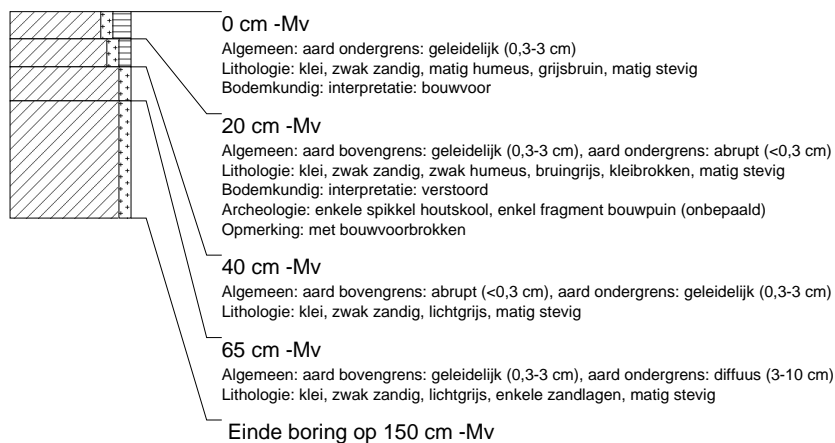 0 cm -Mv
Algemeen: aard ondergrens: geleidelijk (0,3-3 cm)
Lithologie: klei, zwak zandig, matig humeus, grijsbruin, matig stevig
Bodemkundig: interpretatie: bouwvoor
20 cm -Mv
Algemeen: aard bovengrens: geleidelijk (0,3-3 cm), aard ondergrens: abrupt (<0,3 cm)
Lithologie: klei, zwak zandig, zwak humeus, bruingrijs, kleibrokken, matig stevig
Bodemkundig: interpretatie: verstoord
Archeologie: enkele spikkel houtskool, enkel fragment bouwpuin (onbepaald)
Opmerking: met bouwvoorbrokken
40 cm -Mv
Algemeen: aard bovengrens: abrupt (<0,3 cm), aard ondergrens: geleidelijk (0,3-3 cm)
Lithologie: klei, zwak zandig, lichtgrijs, matig stevig
65 cm -Mv
Algemeen: aard bovengrens: geleidelijk (0,3-3 cm), aard ondergrens: diffuus (3-10 cm)
Lithologie: klei, zwak zandig, lichtgrijs, enkele zandlagen, matig stevig
Einde boring op 150 cm -Mv